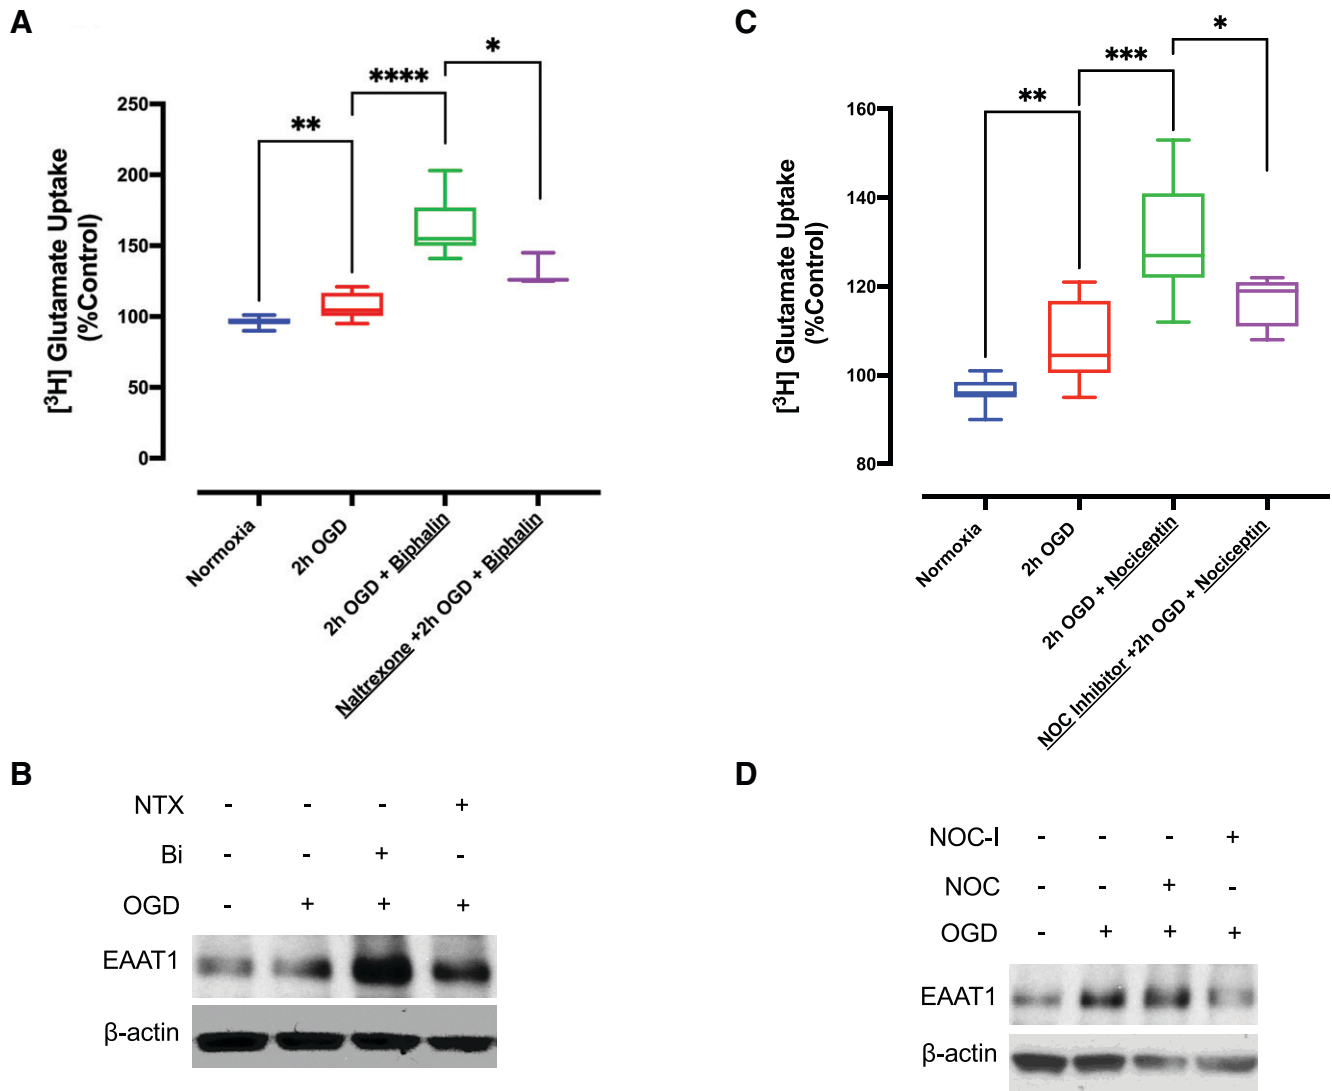 A
*
****
**
250
200
150
100
50
0
[³H] Glutamate Uptake
(%Control)
Normoxia
2h OGD
2h OGD + Biphalin
Naltrexone +2h OGD + Biphalin
C
*
***
**
160
140
120
100
80
[³H] Glutamate Uptake
(%Control)
Normoxia
2h OGD
2h OGD + Nociceptin
NOC Inhibitor +2h OGD + Nociceptin
B
NTX - - - +
Bi - - + -
OGD - + + +
EAAT1
β-actin
D
NOC-I - - - +
NOC - - + -
OGD - + + +
EAAT1
β-actin